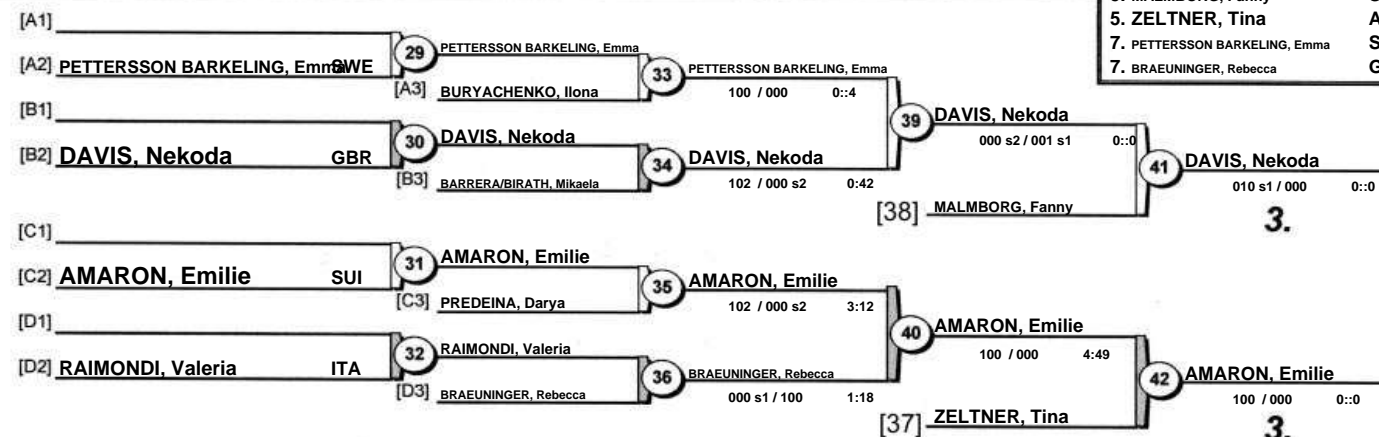 5. ZELTNER, Tina A
7. PETTERSSON BARKELING, Emma S
7. BRAEUNINGER, Rebecca G
[A1]
[A2] PETTERSSON BARKELING, Emma SWE
29
PETTERSSON BARKELING, Emma
[A3] BURYACHENKO, Ilona
33
PETTERSSON BARKELING, Emma
100 / 000 0::4
[B1]
[B2] DAVIS, Nekoda GBR
30
DAVIS, Nekoda
[B3] BARRERA/BIRATH, Mikaela
34
DAVIS, Nekoda
102 / 000 s2 0:42
39
DAVIS, Nekoda
000 s2 / 001 s1 0::0
[38] MALMBORG, Fanny
41
DAVIS, Nekoda
010 s1 / 000 0::0
3.
[C1]
[C2] AMARON, Emilie SUI
31
AMARON, Emilie
[C3] PREDEINA, Darya
35
AMARON, Emilie
102 / 000 s2 3:12
[D1]
[D2] RAIMONDI, Valeria ITA
32
RAIMONDI, Valeria
[D3] BRAEUNINGER, Rebecca
36
BRAEUNINGER, Rebecca
000 s1 / 100 1:18
40
AMARON, Emilie
100 / 000 4:49
[37] ZELTNER, Tina
42
AMARON, Emilie
100 / 000 0::0
3.